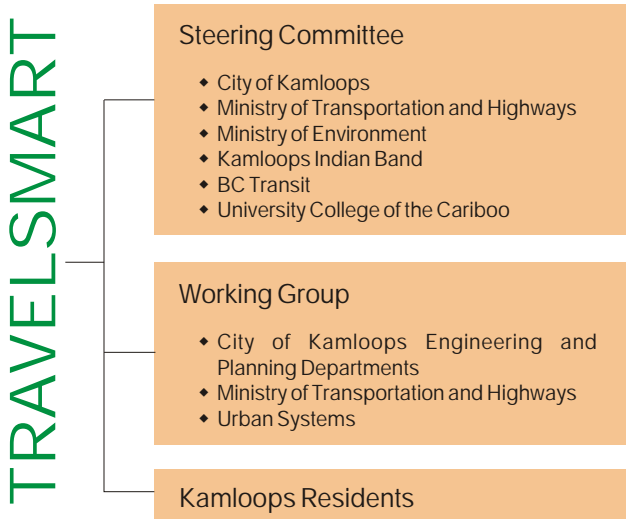 TRAVELSMART
Steering Committee
◆ City of Kamloops
◆ Ministry of Transportation and Highways
◆ Ministry of Environment
◆ Kamloops Indian Band
◆ BC Transit
◆ University College of the Cariboo
Working Group
◆ City of Kamloops Engineering and
Planning Departments
◆ Ministry of Transportation and Highways
◆ Urban Systems
Kamloops Residents